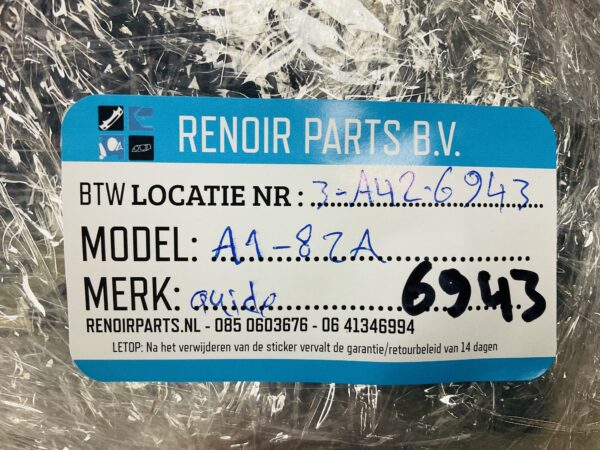 RENOIR PARTS B.V.
BTW LOCATIE NR : 3-A42-6943
MODEL: A1-82A
MERK:
6943
RENOIRPARTS.NL - 085 0603676 - 06 41346994
LETOP: Na het verwijderen van de sticker vervalt de garantie/retourbeleid van 14 dagen